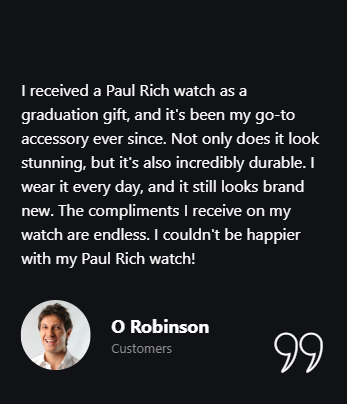 I received a Paul Rich watch as a
graduation gift, and it's been my go-to
accessory ever since. Not only does it look
stunning, but it's also incredibly durable. I
wear it every day, and it still looks brand
new. The compliments I receive on my
watch are endless. I couldn't be happier
with my Paul Rich watch!
O Robinson
Customers